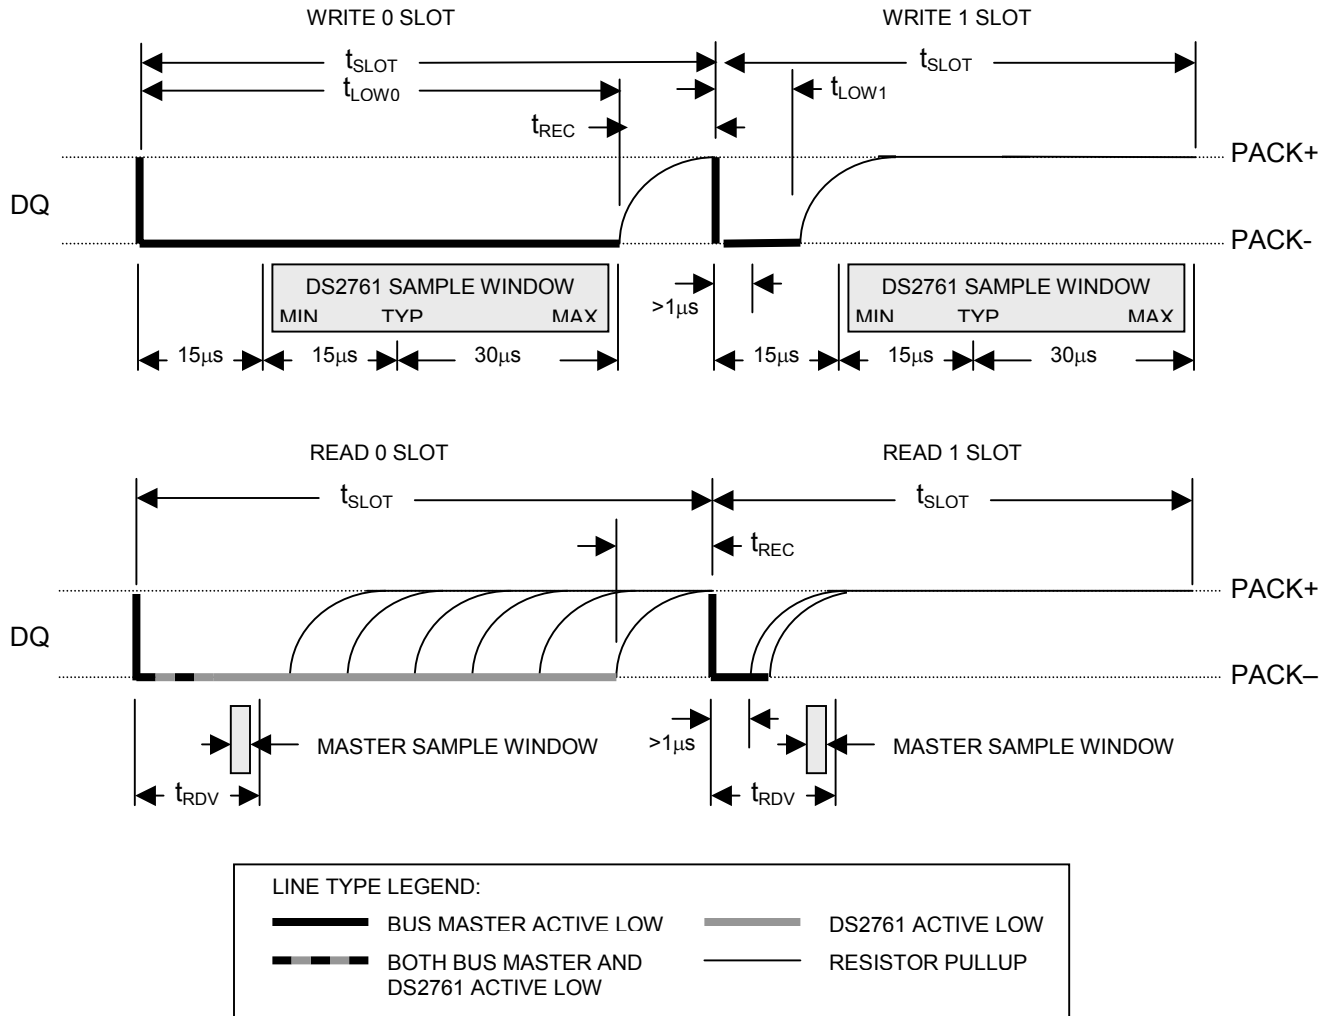 WRITE 0 SLOT
WRITE 1 SLOT
tSLOT
tSLOT
tLOW0
tLOW1
tREC
PACK+
DQ
PACK-
DS2761 SAMPLE WINDOW
MIN TYP MAX
>1μs
DS2761 SAMPLE WINDOW
MIN TYP MAX
15μs 15μs 30μs
15μs 15μs 30μs
READ 0 SLOT
READ 1 SLOT
tSLOT
tSLOT
tREC
PACK+
DQ
PACK–
MASTER SAMPLE WINDOW
>1μs
MASTER SAMPLE WINDOW
tRDV
tRDV
LINE TYPE LEGEND:
BUS MASTER ACTIVE LOW
DS2761 ACTIVE LOW
BOTH BUS MASTER AND
DS2761 ACTIVE LOW
RESISTOR PULLUP